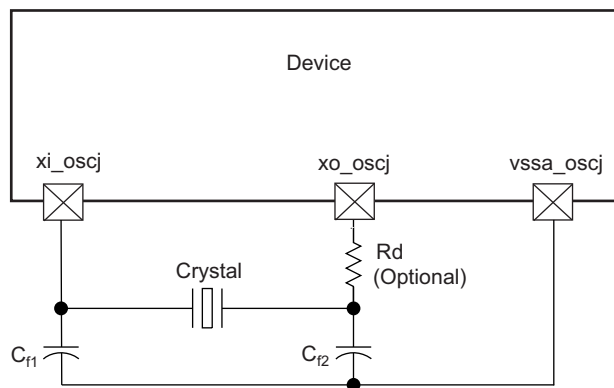 Device
xi_oscj
xo_oscj
vssa_oscj
Rd
(Optional)
Crystal
Cf1
Cf2